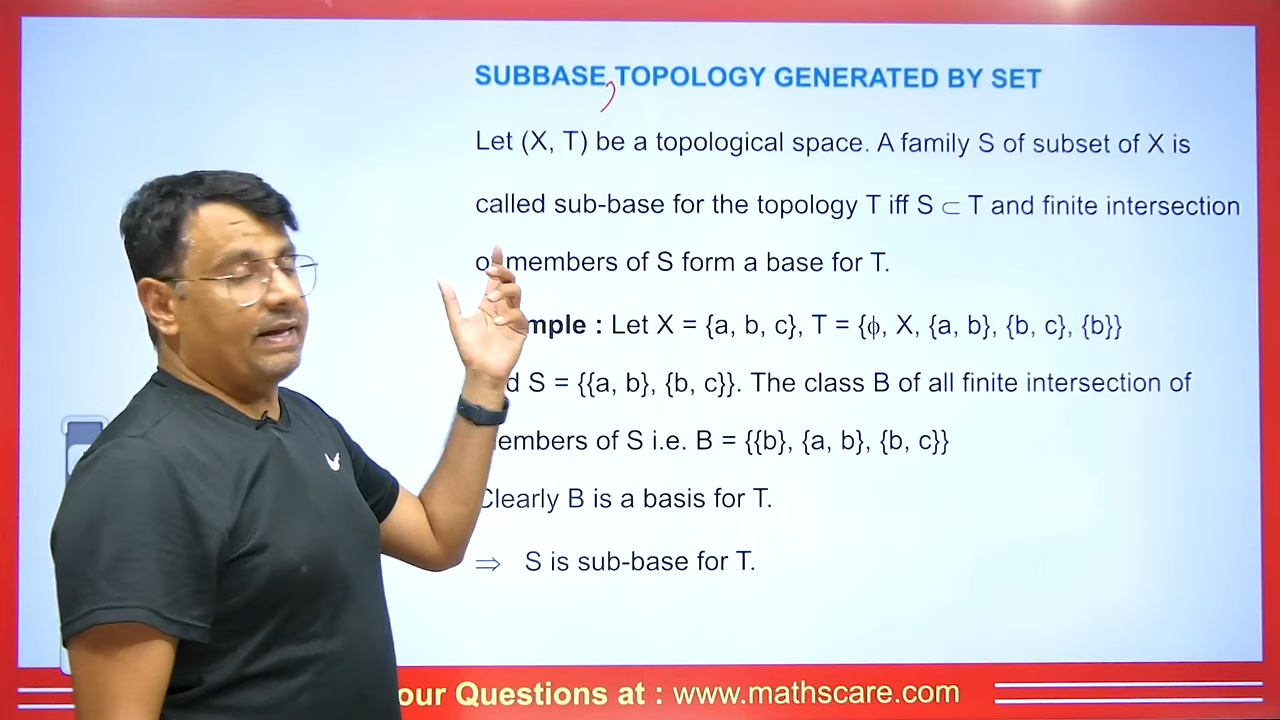 SUBBASE, TOPOLOGY GENERATED BY SET
Let (X, T) be a topological space. A family S of subset of X is
called sub-base for the topology T iff S ⊂ T and finite intersection
members of S form a base for T.
mple : Let X = {a, b, c}, T = {ϕ, X, {a, b}, {b, c}, {b}}
d S = {{a, b}, {b, c}}. The class B of all finite intersection of
embers of S i.e. B = {{b}, {a, b}, {b, c}}
Clearly B is a basis for T.
⇒ S is sub-base for T.
our Questions at : www.mathscare.com